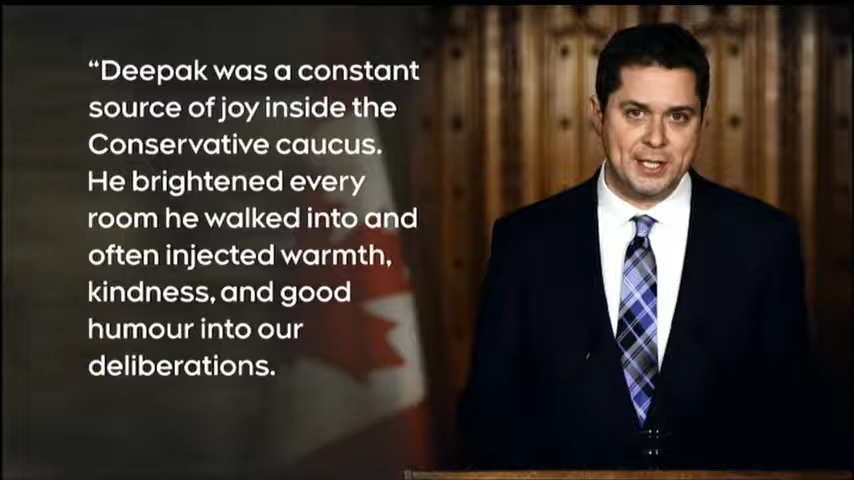 “Deepak was a constant
source of joy inside the
Conservative caucus.
He brightened every
room he walked into and
often injected warmth,
kindness, and good
humour into our
deliberations.